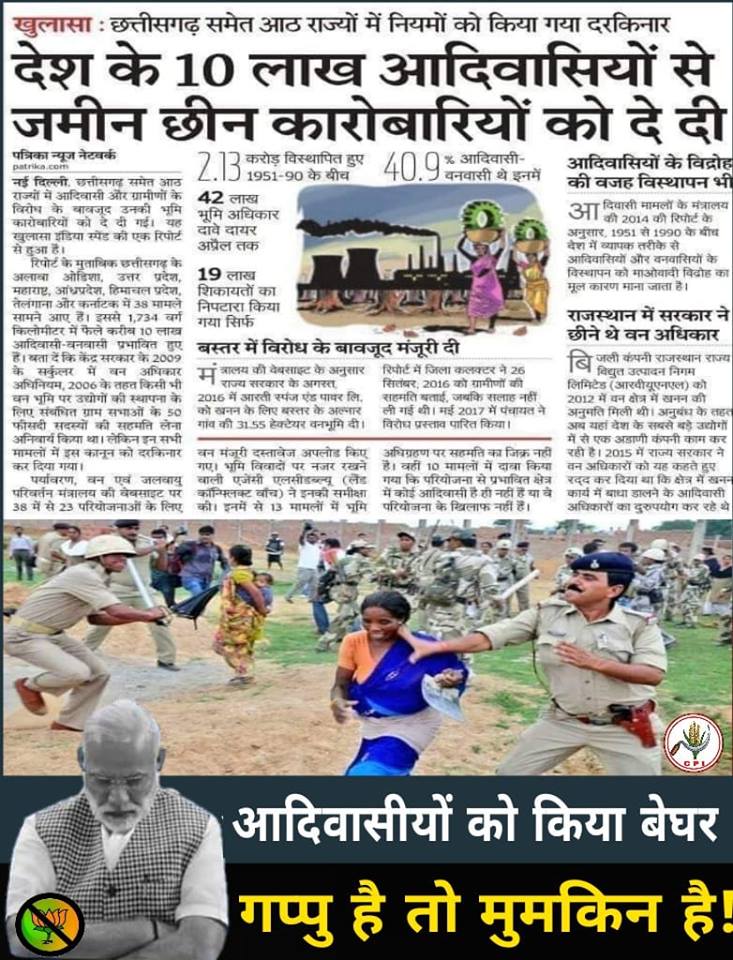 खुलासा : छत्तीसगढ़ समेत आठ राज्यों में नियमों को किया गया दरकिनार
देश के 10 लाख आदिवासियों से
जमीन छीन कारोबारियों को दे दी
पत्रिका न्यूज नेटवर्क
patrika.com
नई दिल्ली. छत्तीसगढ़ समेत आठ
राज्यों में आदिवासी और ग्रामीणों के
विरोध के बावजूद उनकी भूमि
कारोबारियों को दे दी गई। यह
खुलासा इंडिया स्पेंड की एक रिपोर्ट
से हुआ है।
रिपोर्ट के मुताबिक छत्तीसगढ़ के
अलावा ओडिशा, उत्तर प्रदेश,
महाराष्ट्र, आंध्रप्रदेश, हिमाचल प्रदेश,
तेलंगाना और कर्नाटक में 38 मामले
सामने आए हैं। इससे 1,734 वर्ग
किलोमीटर में फैले करीब 10 लाख
आदिवासी-वनवासी प्रभावित हुए
हैं। बता दें कि केंद्र सरकार के 2009
के सर्कुलर में वन अधिकार
अधिनियम, 2006 के तहत किसी भी
वन भूमि पर उद्योगों की स्थापना के
लिए संबंधित ग्राम सभाओं के 50
फीसदी सदस्यों की सहमति लेना
अनिवार्य किया था। लेकिन इन सभी
मामलों में इस कानून को दरकिनार
कर दिया गया।
पर्यावरण, वन एवं जलवायु
परिवर्तन मंत्रालय की वेबसाइट पर
38 में से 23 परियोजनाओं के लिए
2.13 करोड़ विस्थापित हुए
1951-90 के बीच
40.9 % आदिवासी-
वनवासी थे इनमें
42 लाख
भूमि अधिकार
दावे दायर
अप्रैल तक
19 लाख
शिकायतों का
निपटारा किया
गया सिर्फ
बस्तर में विरोध के बावजूद मंजूरी दी
मंत्रालय की वेबसाइट के अनुसार
राज्य सरकार के अगस्त,
2016 में आरती स्पंज एंड पावर लि.
को खनन के लिए बस्तर के अल्नार
गांव की 31.55 हेक्टेयर वनभूमि दी।
रिपोर्ट में जिला कलक्टर ने 26
सितंबर, 2016 को ग्रामीणों की
सहमति बताई, जबकि सलाह नहीं
ली गई थी। मई 2017 में पंचायत ने
विरोध प्रस्ताव पारित किया।
वन मंजूरी दस्तावेज अपलोड किए
गए। भूमि विवादों पर नजर रखने
वाली एजेंसी एलसीडब्ल्यू (लैंड
कॉन्फ्लिक्ट वॉच) ने इनकी समीक्षा
की। इनमें से 13 मामलों में भूमि
अधिग्रहण पर सहमति का जिक्र नहीं
है। वहीं 10 मामलों में दावा किया
गया कि परियोजना से प्रभावित क्षेत्र
में कोई आदिवासी है ही नहीं हैं या वे
परियोजना के खिलाफ नहीं हैं।
आदिवासियों के विद्रोह
की वजह विस्थापन भी
आदिवासी मामलों के मंत्रालय
की 2014 की रिपोर्ट के
अनुसार, 1951 से 1990 के बीच
देश में व्यापक तरीके से
आदिवासियों और वनवासियों के
विस्थापन को माओवादी विद्रोह का
मूल कारण माना जाता है।
राजस्थान में सरकार ने
छीने थे वन अधिकार
बिजली कंपनी राजस्थान राज्य
विद्युत उत्पादन निगम
लिमिटेड (आरवीयूएनएल) को
2012 में वन क्षेत्र में खनन की
अनुमति मिली थी। अनुबंध के तहत
अब यहां देश के सबसे बड़े उद्योगों
में से एक अडाणी कंपनी काम कर
रही है। 2015 में राज्य सरकार ने
वन अधिकारों को यह कहते हुए
रद्द कर दिया था कि क्षेत्र में खनन
कार्य में बाधा डालने के आदिवासी
अधिकारों का दुरुपयोग कर रहे थे
CPI
आदिवासीयों को किया बेघर
गप्पु है तो मुमकिन है!